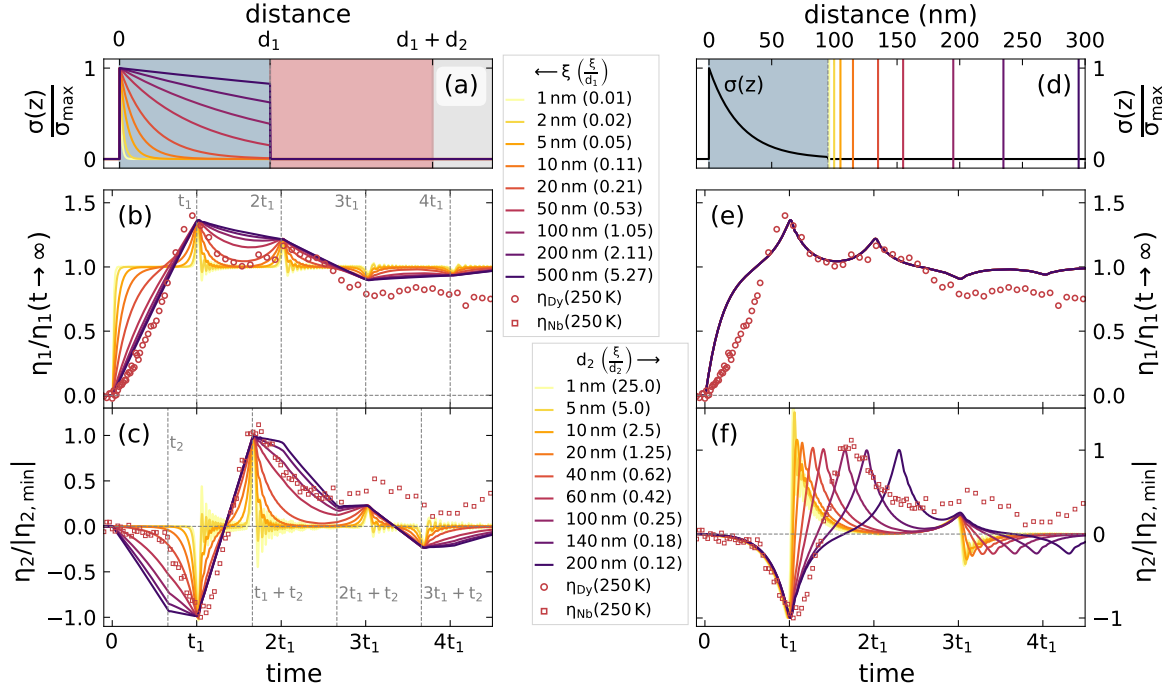 distance
0 d₁ d₁ + d₂
1
0
σ(z)
σmax
(a)
1.5
1.0
0.5
0.0
η₁/η₁(t → ∞)
(b)
t₁ 2t₁ 3t₁ 4t₁
1.0
0.5
0.0
−0.5
−1.0
η₂/|η₂,min|
(c)
t₂
t₁ + t₂ 2t₁ + t₂ 3t₁ + t₂
0 t₁ 2t₁ 3t₁ 4t₁
time
⟵ ξ (ξ/d₁)
1 nm (0.01)
2 nm (0.02)
5 nm (0.05)
10 nm (0.11)
20 nm (0.21)
50 nm (0.53)
100 nm (1.05)
200 nm (2.11)
500 nm (5.27)
ηDy(250 K)
ηNb(250 K)
d₂ (ξ/d₂) ⟶
1 nm (25.0)
5 nm (5.0)
10 nm (2.5)
20 nm (1.25)
40 nm (0.62)
60 nm (0.42)
100 nm (0.25)
140 nm (0.18)
200 nm (0.12)
ηDy(250 K)
ηNb(250 K)
distance (nm)
0 50 100 150 200 250 300
σ(z)
(d)
1
0
σ(z)
σmax
(e)
1.5
1.0
0.5
0.0
η₁/η₁(t → ∞)
(f)
1
0
−1
η₂/|η₂,min|
0 t₁ 2t₁ 3t₁ 4t₁
time